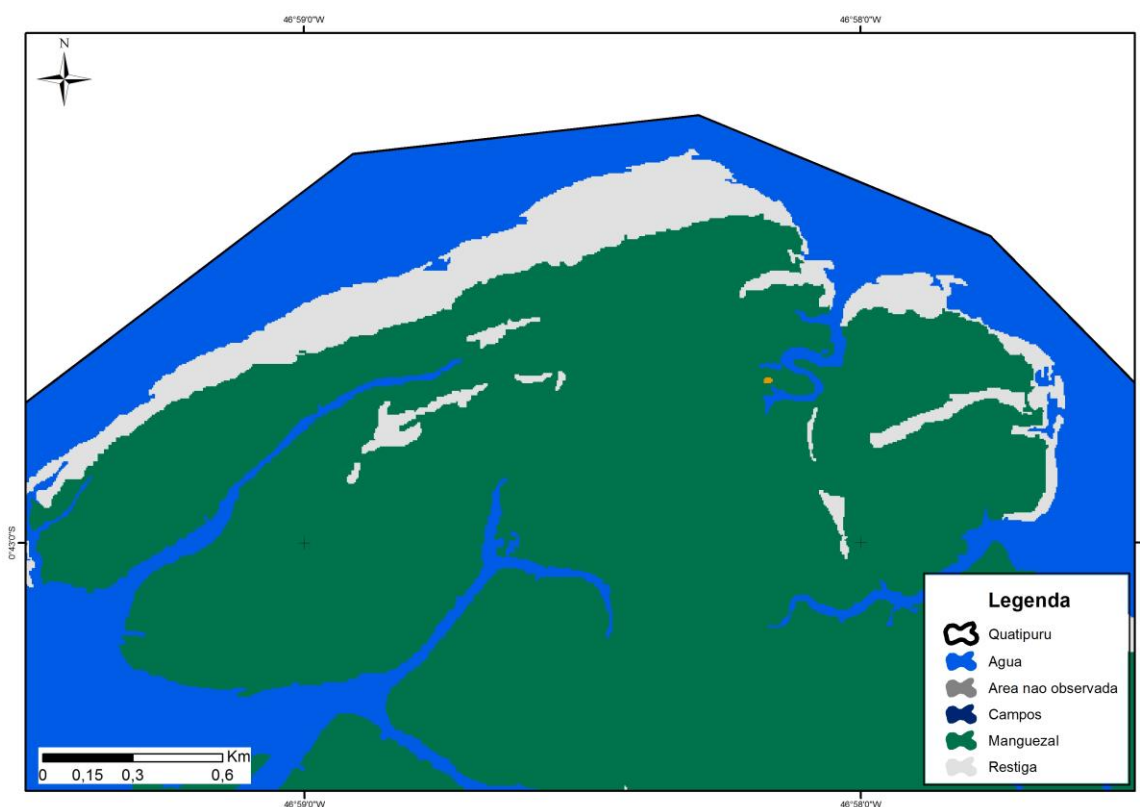 46°59'0"W
46°58'0"W
N
0°43'0"S
Legenda
Quatipuru
Agua
Area nao observada
Campos
Manguezal
Restiga
Km
0 0,15 0,3 0,6
46°59'0"W
46°58'0"W